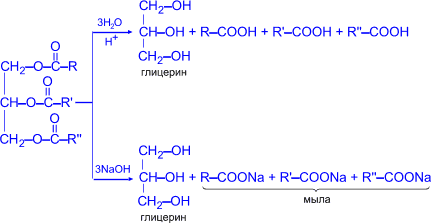 CH₂–OH
3H₂O
CH–OH + R–COOH + R'–COOH + R''–COOH
H⁺
O
CH₂–OH
CH₂–O–C–R
глицерин
O
CH–O–C–R'
O
CH₂–O–C–R''
CH₂–OH
3NaOH
CH–OH + R–COONa + R'–COONa + R''–COONa
CH₂–OH
мыла
глицерин